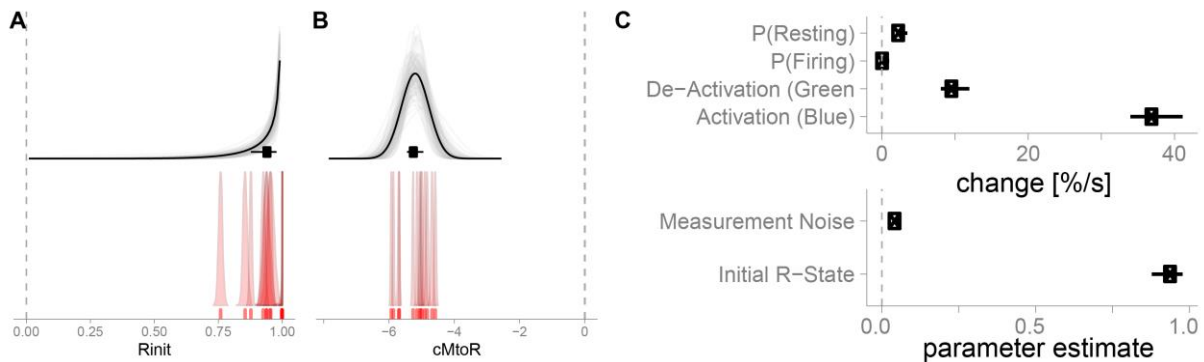 A
B
C
0.00 0.25 0.50 0.75 1.00
Rinit
−6 −4 −2 0
cMtoR
P(Resting)
P(Firing)
De−Activation (Green
Activation (Blue)
0 20 40
change [%/s]
Measurement Noise
Initial R−State
0.0 0.5 1.0
parameter estimate